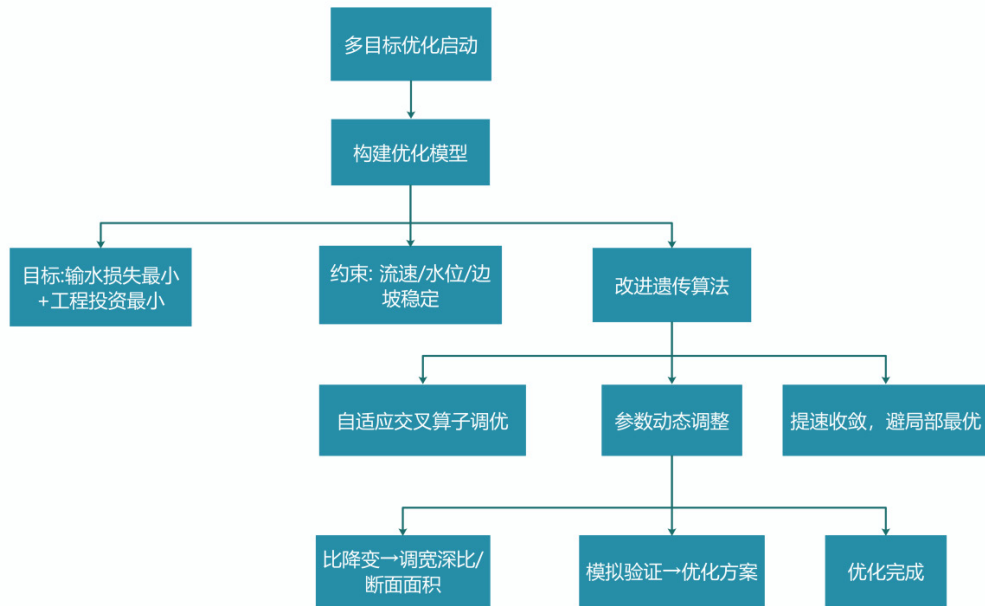 多目标优化启动
构建优化模型
目标:输水损失最小
+工程投资最小
约束: 流速/水位/边
坡稳定
改进遗传算法
自适应交叉算子调优
参数动态调整
提速收敛，避局部最优
比降变→调宽深比/
断面面积
模拟验证→优化方案
优化完成